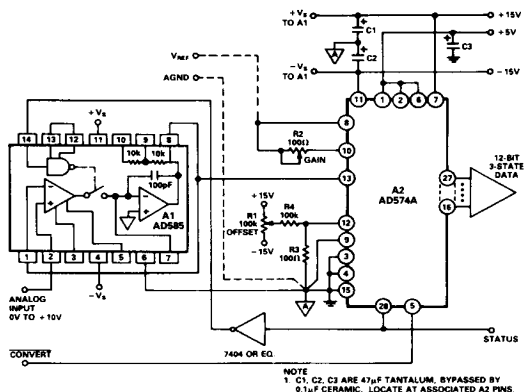 +Vs
TO A1
+15V
C1
+5V
C3
A
C2
-Vs
TO A1
-15V
VREF
AGND
11
1
2
6
7
14
13
12
+Vs
11
10
9
8
10k
10k
100pF
A1
AD585
1
2
3
4
5
6
7
-Vs
ANALOG
INPUT
0V TO +10V
R2
100Ω
GAIN
+15V
R1
100k
OFFSET
-15V
R4
100k
R3
100Ω
A
8
10
13
12
9
3
4
15
A2
AD574A
27
16
12-BIT
3-STATE
DATA
28
5
STATUS
7404 OR EQ.
CONVERT
NOTE
1. C1, C2, C3 ARE 47μF TANTALUM, BYPASSED BY
0.1μF CERAMIC. LOCATE AT ASSOCIATED A2 PINS.